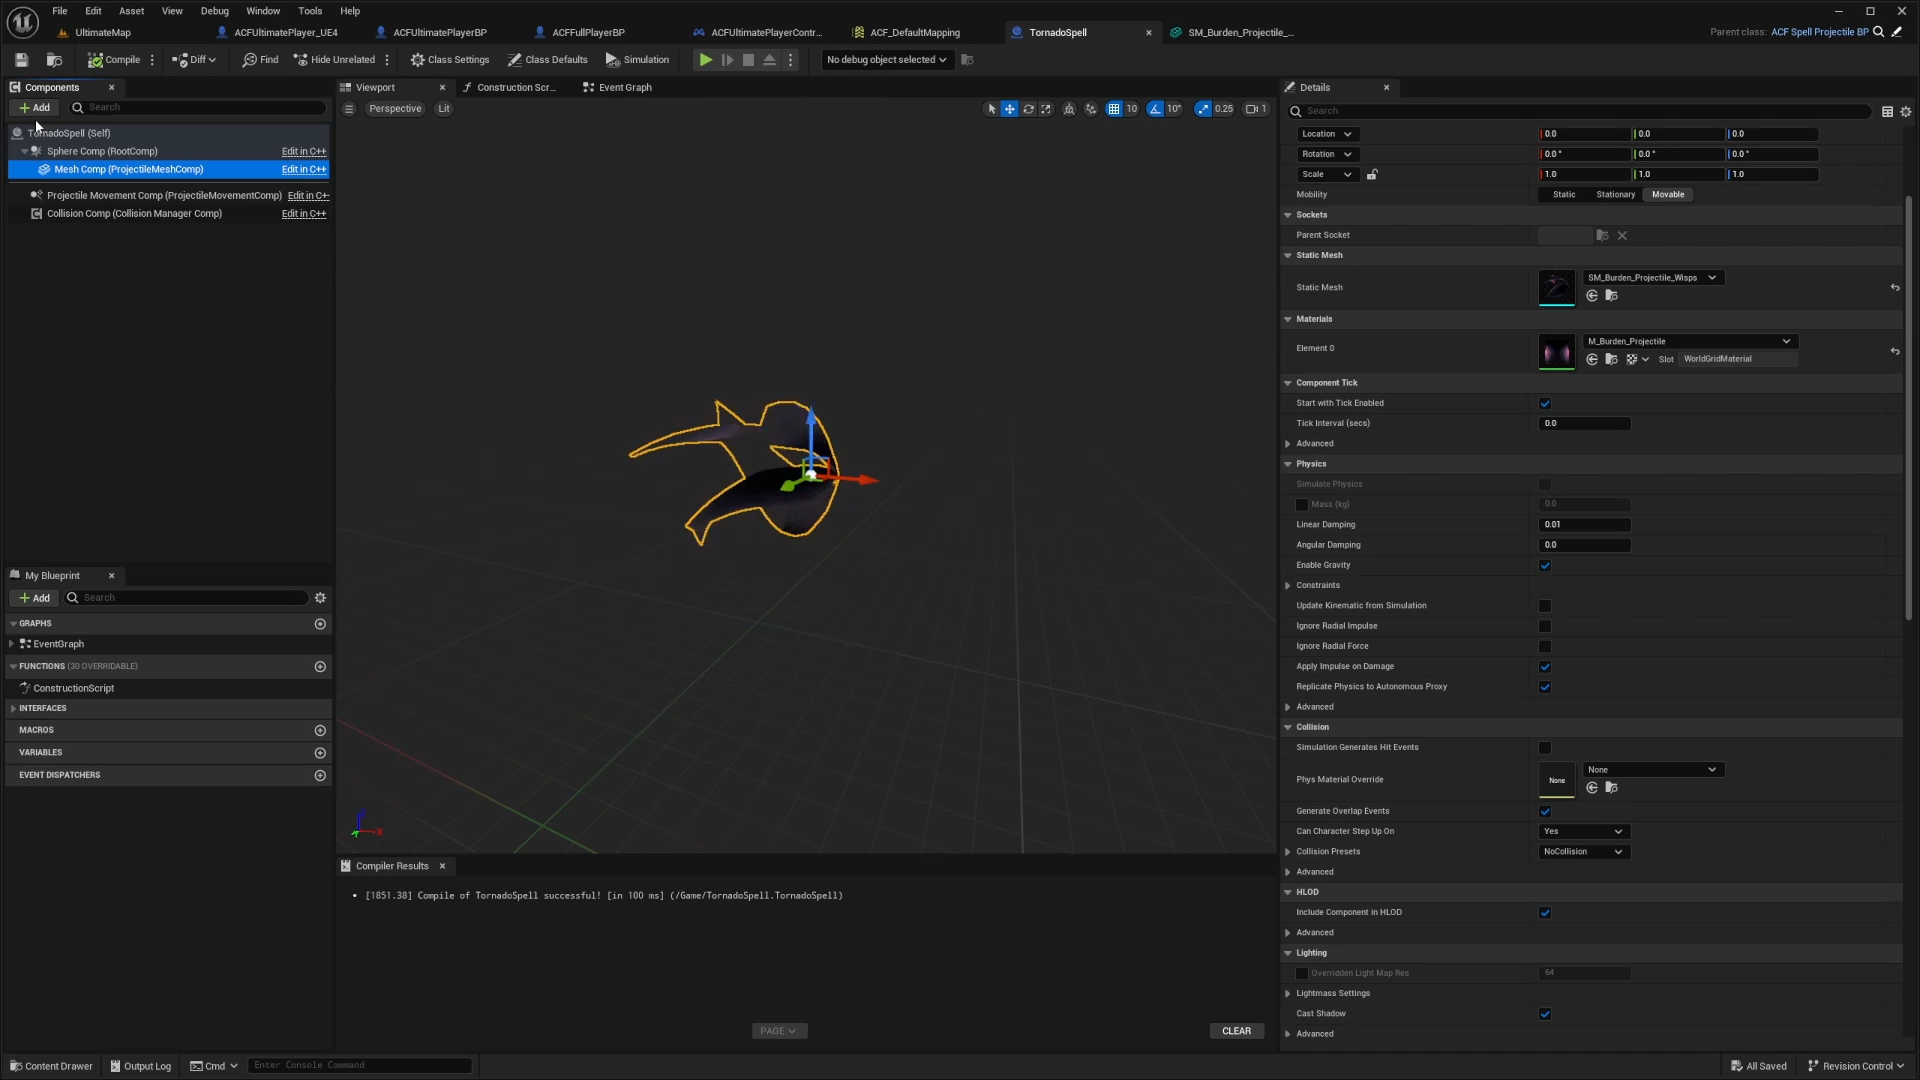 File Edit Asset View Debug Window Tools Help
UltimateMap ACFUltimatePlayer_UE4 ACFUltimatePlayerBP ACFFullPlayerBP ACFUltimatePlayerContr... ACF_DefaultMapping TornadoSpell SM_Burden_Projectile_... Parent class: ACF Spell Projectile BP
Compile Diff Find Hide Unrelated Class Settings Class Defaults Simulation No debug object selected
Components
Add Search
TornadoSpell (Self)
Sphere Comp (RootComp) Edit in C++
Mesh Comp (ProjectileMeshComp) Edit in C++
Projectile Movement Comp (ProjectileMovementComp) Edit in C++
Collision Comp (Collision Manager Comp) Edit in C++
My Blueprint
Add Search
GRAPHS
EventGraph
FUNCTIONS (30 OVERRIDABLE)
ConstructionScript
INTERFACES
MACROS
VARIABLES
EVENT DISPATCHERS
Viewport Construction Scr... Event Graph
Perspective Lit 10 10° 0.25 1
Z
X
Y
Compiler Results
[1851.38] Compile of TornadoSpell successful! [in 100 ms] (/Game/TornadoSpell.TornadoSpell)
PAGE CLEAR
Details
Search
Location 0.0 0.0 0.0
Rotation 0.0 ° 0.0 ° 0.0 °
Scale 1.0 1.0 1.0
Mobility Static Stationary Movable
Sockets
Parent Socket
Static Mesh
Static Mesh SM_Burden_Projectile_Wisps
Materials
Element 0 M_Burden_Projectile
Slot WorldGridMaterial
Component Tick
Start with Tick Enabled
Tick Interval (secs) 0.0
Advanced
Physics
Simulate Physics
Mass (kg) 0.0
Linear Damping 0.01
Angular Damping 0.0
Enable Gravity
Constraints
Update Kinematic from Simulation
Ignore Radial Impulse
Ignore Radial Force
Apply Impulse on Damage
Replicate Physics to Autonomous Proxy
Advanced
Collision
Simulation Generates Hit Events
Phys Material Override None None
Generate Overlap Events
Can Character Step Up On Yes
Collision Presets NoCollision
Advanced
HLOD
Include Component in HLOD
Advanced
Lighting
Overridden Light Map Res 64
Lightmass Settings
Cast Shadow
Advanced
Content Drawer Output Log Cmd Enter Console Command All Saved Revision Control